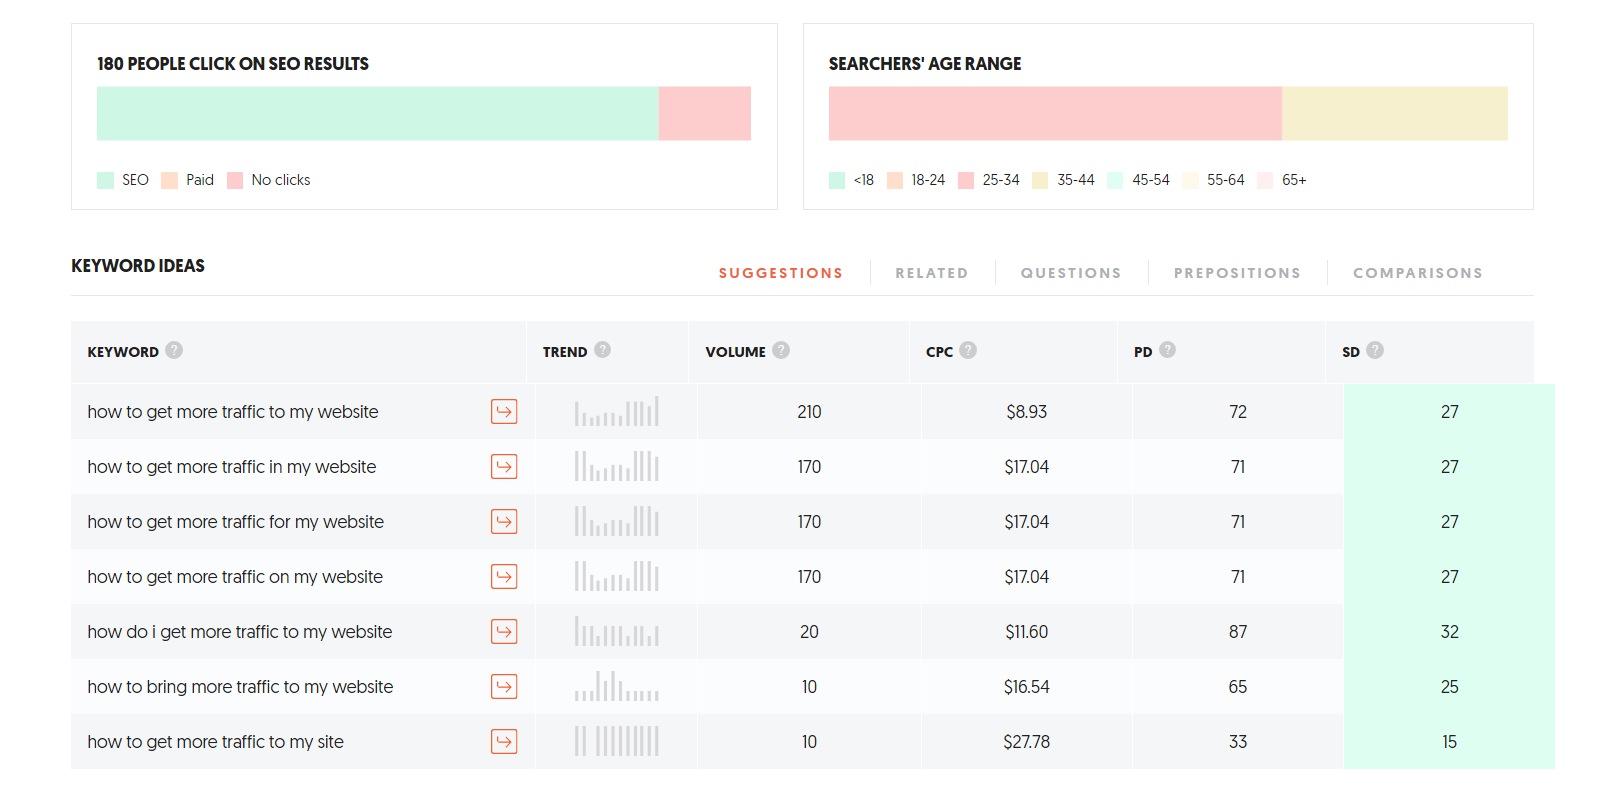 180 PEOPLE CLICK ON SEO RESULTS
SEO Paid No clicks
SEARCHERS' AGE RANGE
<18 18-24 25-34 35-44 45-54 55-64 65+
KEYWORD IDEAS
SUGGESTIONS RELATED QUESTIONS PREPOSITIONS COMPARISONS
KEYWORD ? TREND ? VOLUME ? CPC ? PD ? SD ?
how to get more traffic to my website 210 $8.93 72 27
how to get more traffic in my website 170 $17.04 71 27
how to get more traffic for my website 170 $17.04 71 27
how to get more traffic on my website 170 $17.04 71 27
how do i get more traffic to my website 20 $11.60 87 32
how to bring more traffic to my website 10 $16.54 65 25
how to get more traffic to my site 10 $27.78 33 15